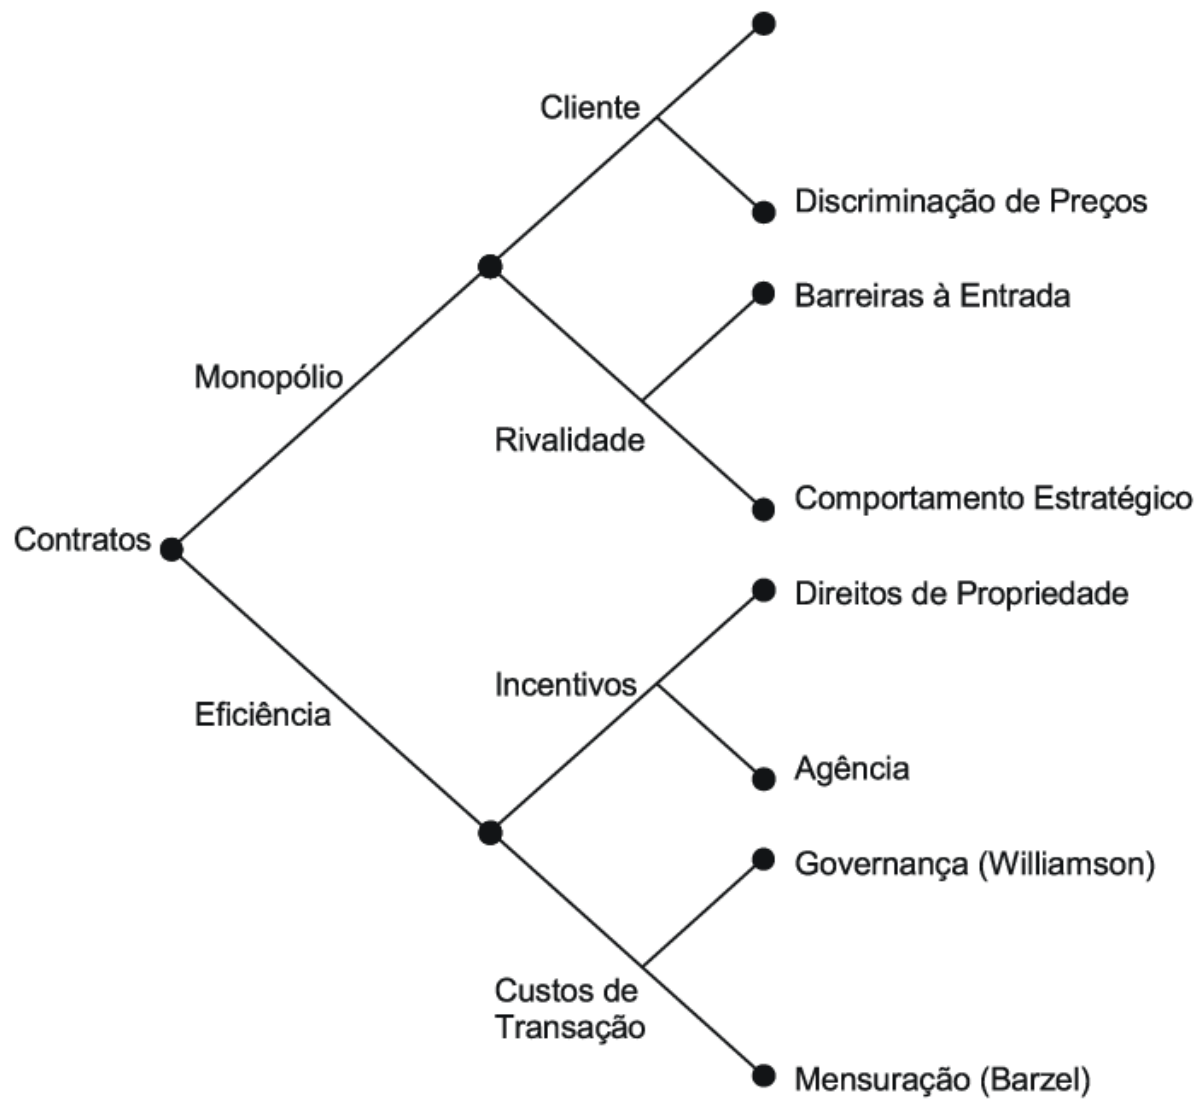 Cliente
Discriminação de Preços
Barreiras à Entrada
Monopólio
Rivalidade
Comportamento Estratégico
Contratos
Direitos de Propriedade
Incentivos
Eficiência
Agência
Governança (Williamson)
Custos de
Transação
Mensuração (Barzel)